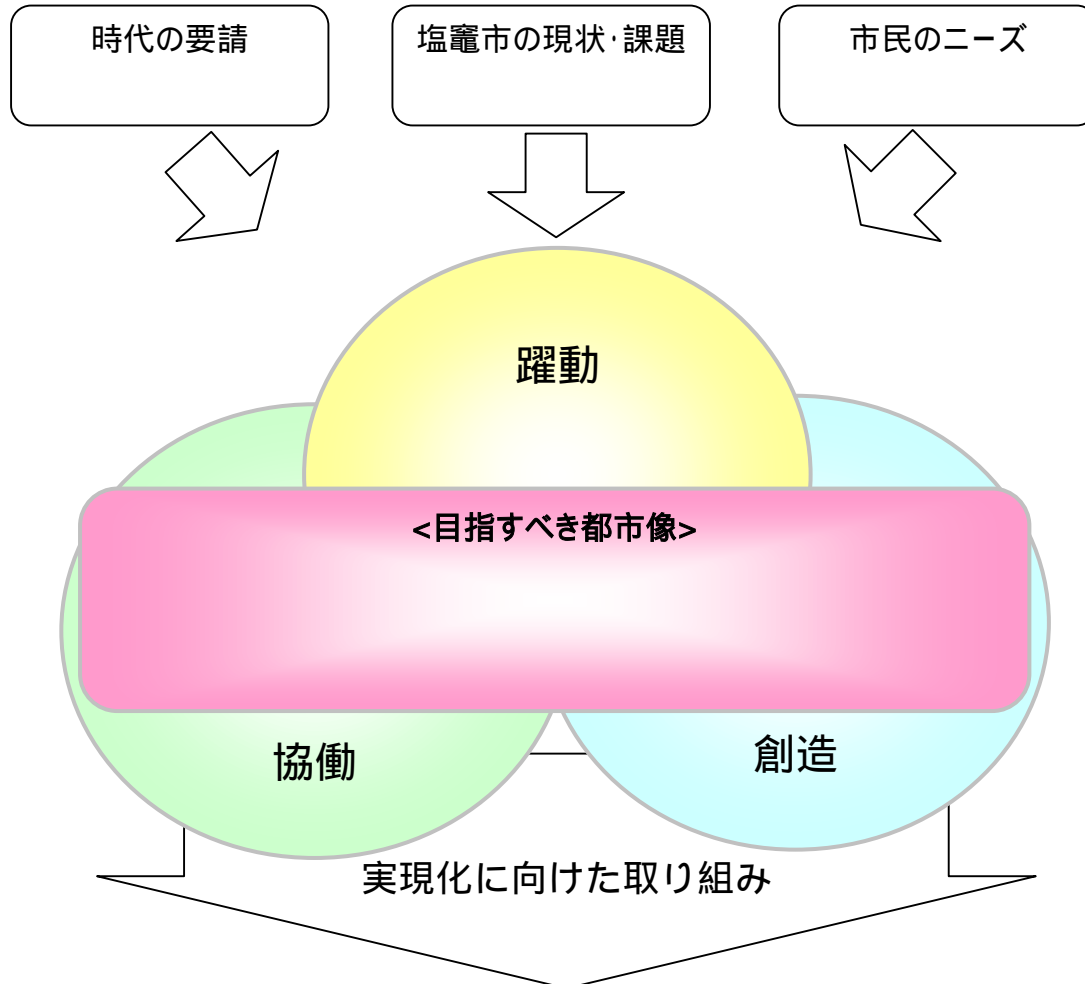 時代の要請
塩竈市の現状・課題
市民のニーズ
躍動
<目指すべき都市像>
協働
創造
実現化に向けた取り組み